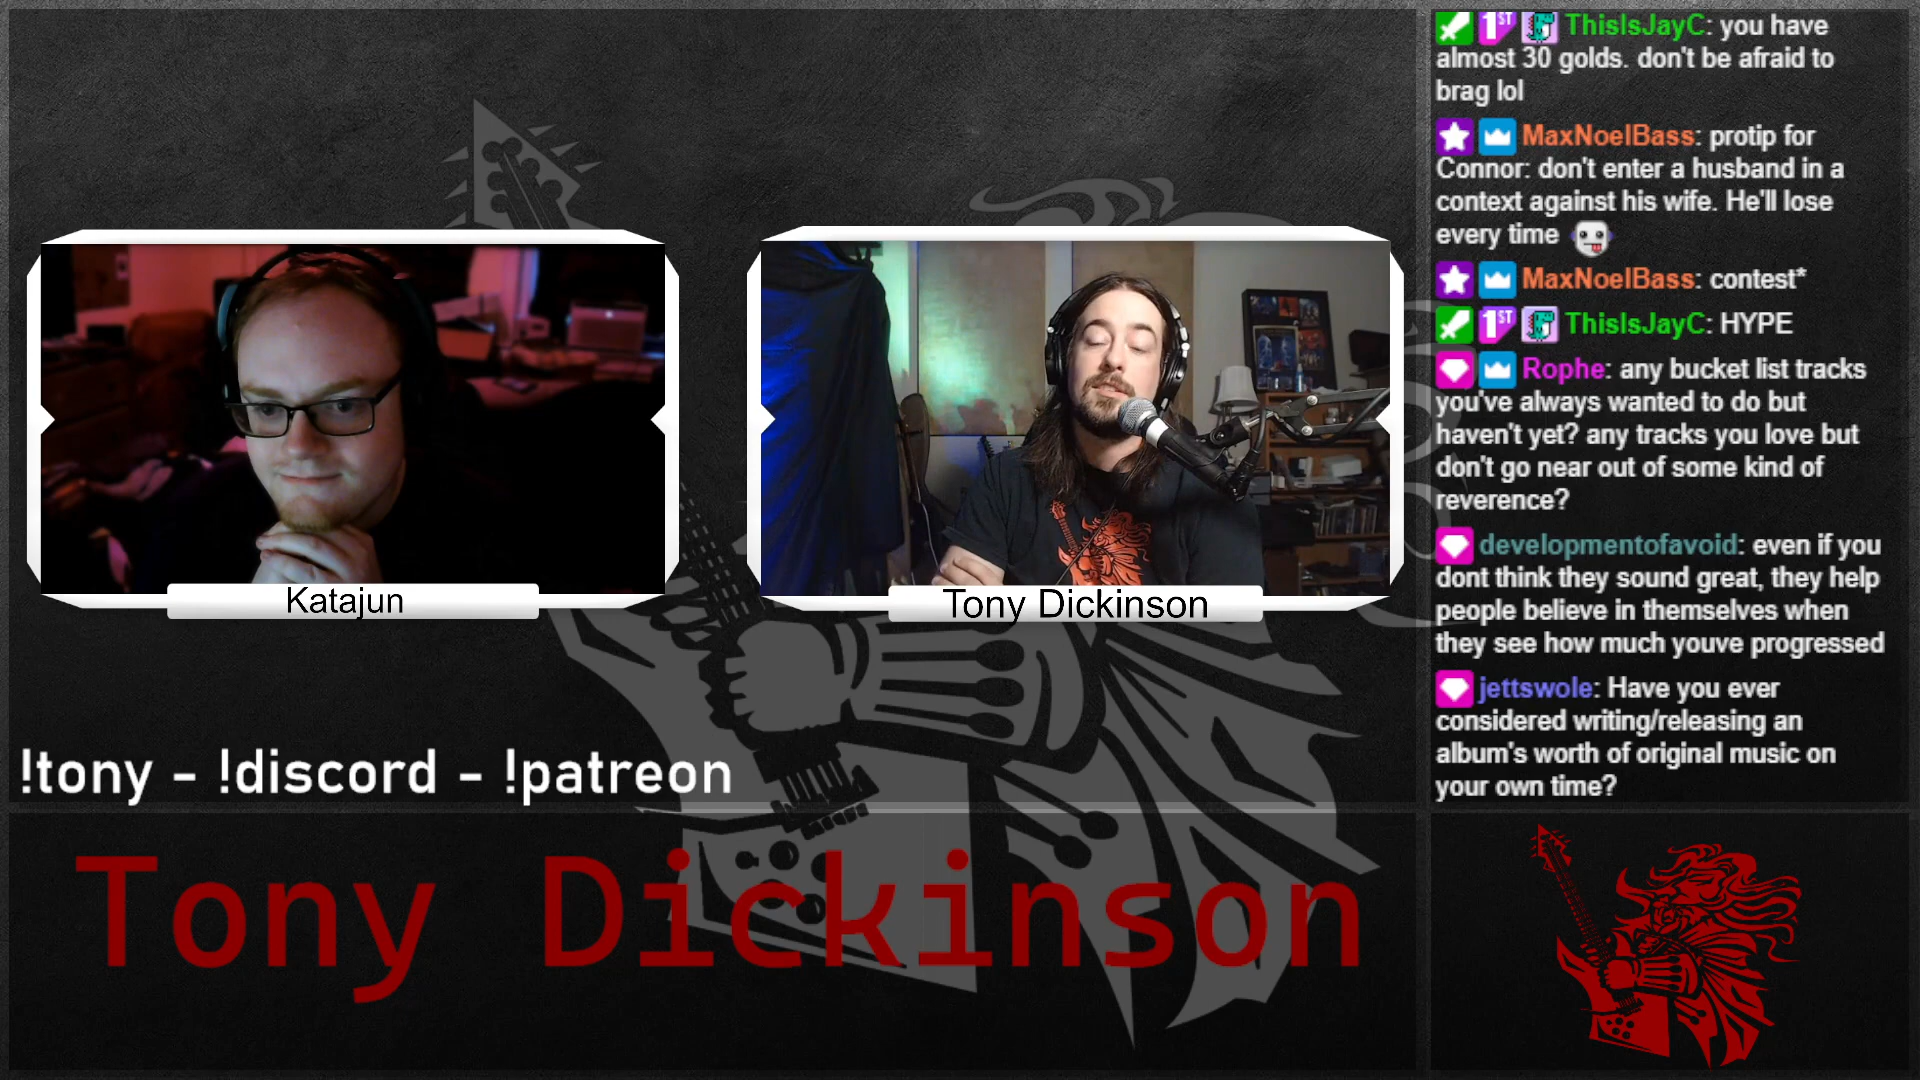 Katajun
Tony Dickinson
!tony - !discord - !patreon
Tony Dickinson
1ST ThisIsJayC: you have
almost 30 golds. don't be afraid to
brag lol
MaxNoelBass: protip for
Connor: don't enter a husband in a
context against his wife. He'll lose
every time
MaxNoelBass: contest*
1ST ThisIsJayC: HYPE
Rophe: any bucket list tracks
you've always wanted to do but
haven't yet? any tracks you love but
don't go near out of some kind of
reverence?
developmentofavoid: even if you
dont think they sound great, they help
people believe in themselves when
they see how much youve progressed
jettswole: Have you ever
considered writing/releasing an
album's worth of original music on
your own time?